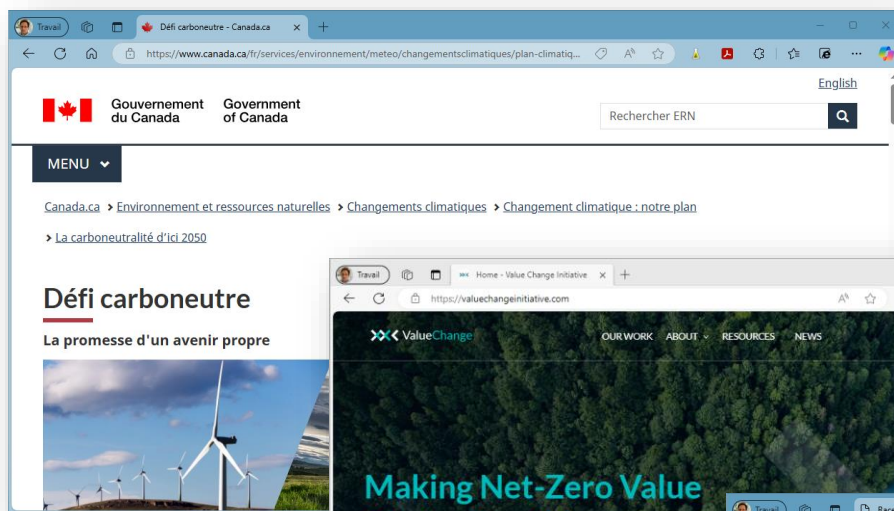 Travail
Défi carboneutre - Canada.ca
https://www.canada.ca/fr/services/environnement/meteo/changementsclimatiques/plan-climatiq...
English
Gouvernement du Canada
Government of Canada
Rechercher ERN
MENU
Canada.ca > Environnement et ressources naturelles > Changements climatiques > Changement climatique : notre plan
> La carboneutralité d'ici 2050
Défi carboneutre
La promesse d'un avenir propre
Travail
Home - Value Change Initiative
https://valuechangeinitiative.com
ValueChange
OUR WORK ABOUT RESOURCES NEWS
Making Net-Zero Value
Travail